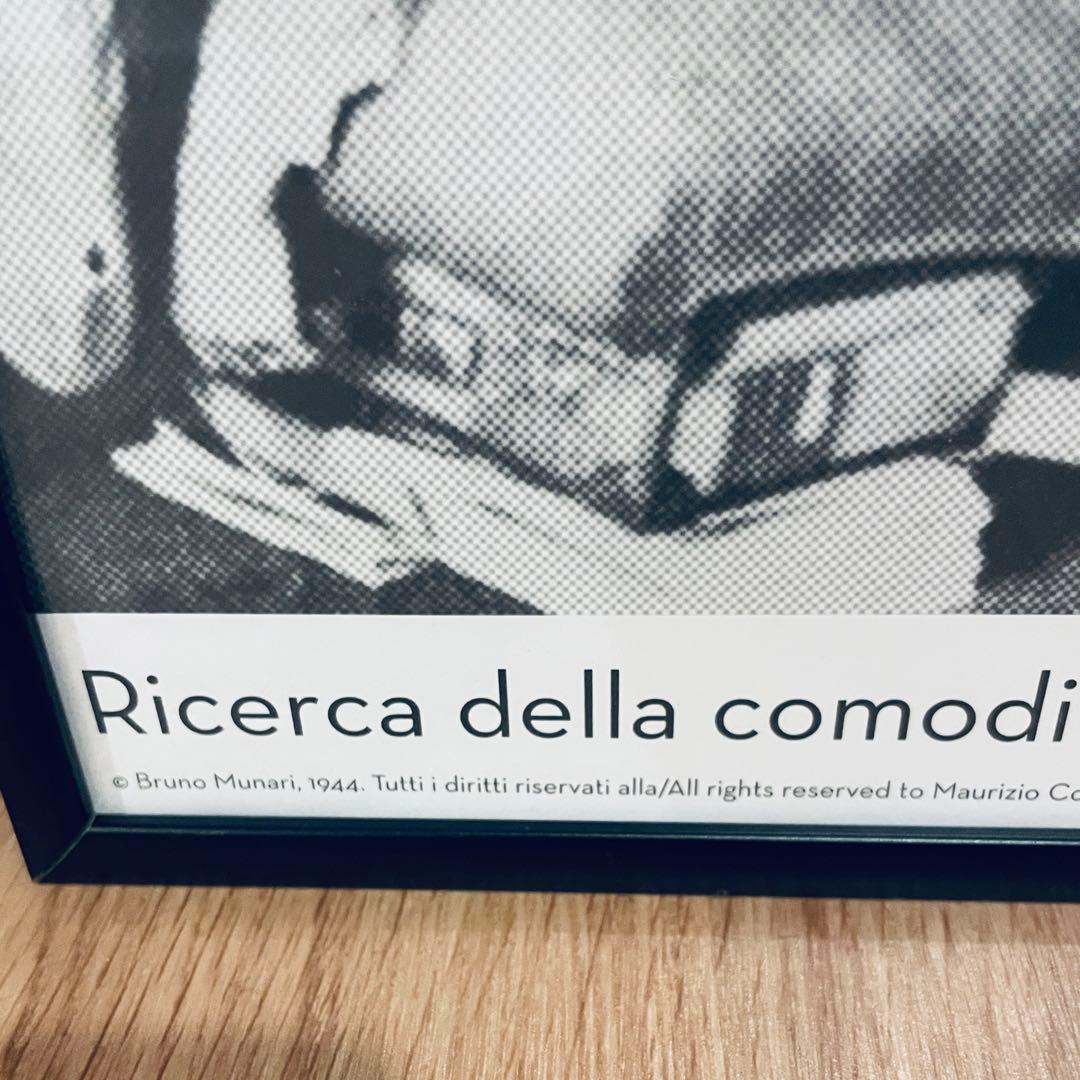 Ricerca della comodi
© Bruno Munari, 1944. Tutti i diritti riservati alla/All rights reserved to Maurizio Co